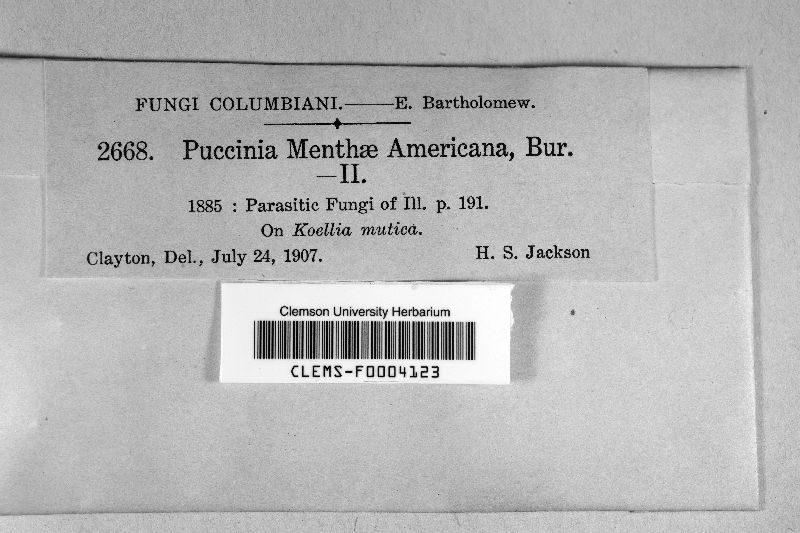 FUNGI COLUMBIANI.——E. Bartholomew.
2668. Puccinia Menthæ Americana, Bur.
—II.
1885 : Parasitic Fungi of Ill. p. 191.
On Koellia mutica.
Clayton, Del., July 24, 1907. H. S. Jackson
Clemson University Herbarium
CLEMS-F0004123